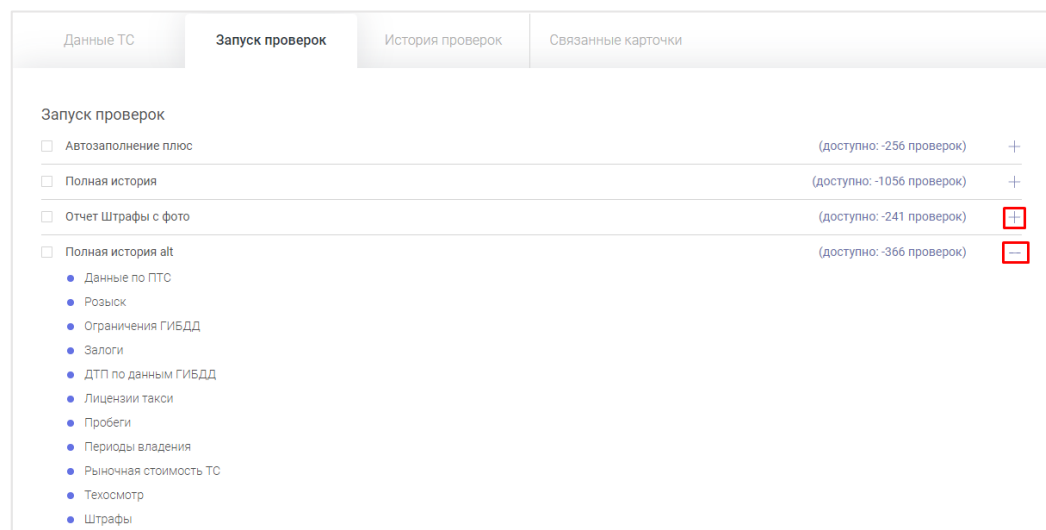 Данные ТС Запуск проверок История проверок Связанные карточки
Запуск проверок
Автозаполнение плюс (доступно: -256 проверок)
Полная история (доступно: -1056 проверок)
Отчет Штрафы с фото (доступно: -241 проверок)
Полная история alt (доступно: -366 проверок)
Данные по ПТС
Розыск
Ограничения ГИБДД
Залоги
ДТП по данным ГИБДД
Лицензии такси
Пробеги
Периоды владения
Рыночная стоимость ТС
Техосмотр
Штрафы